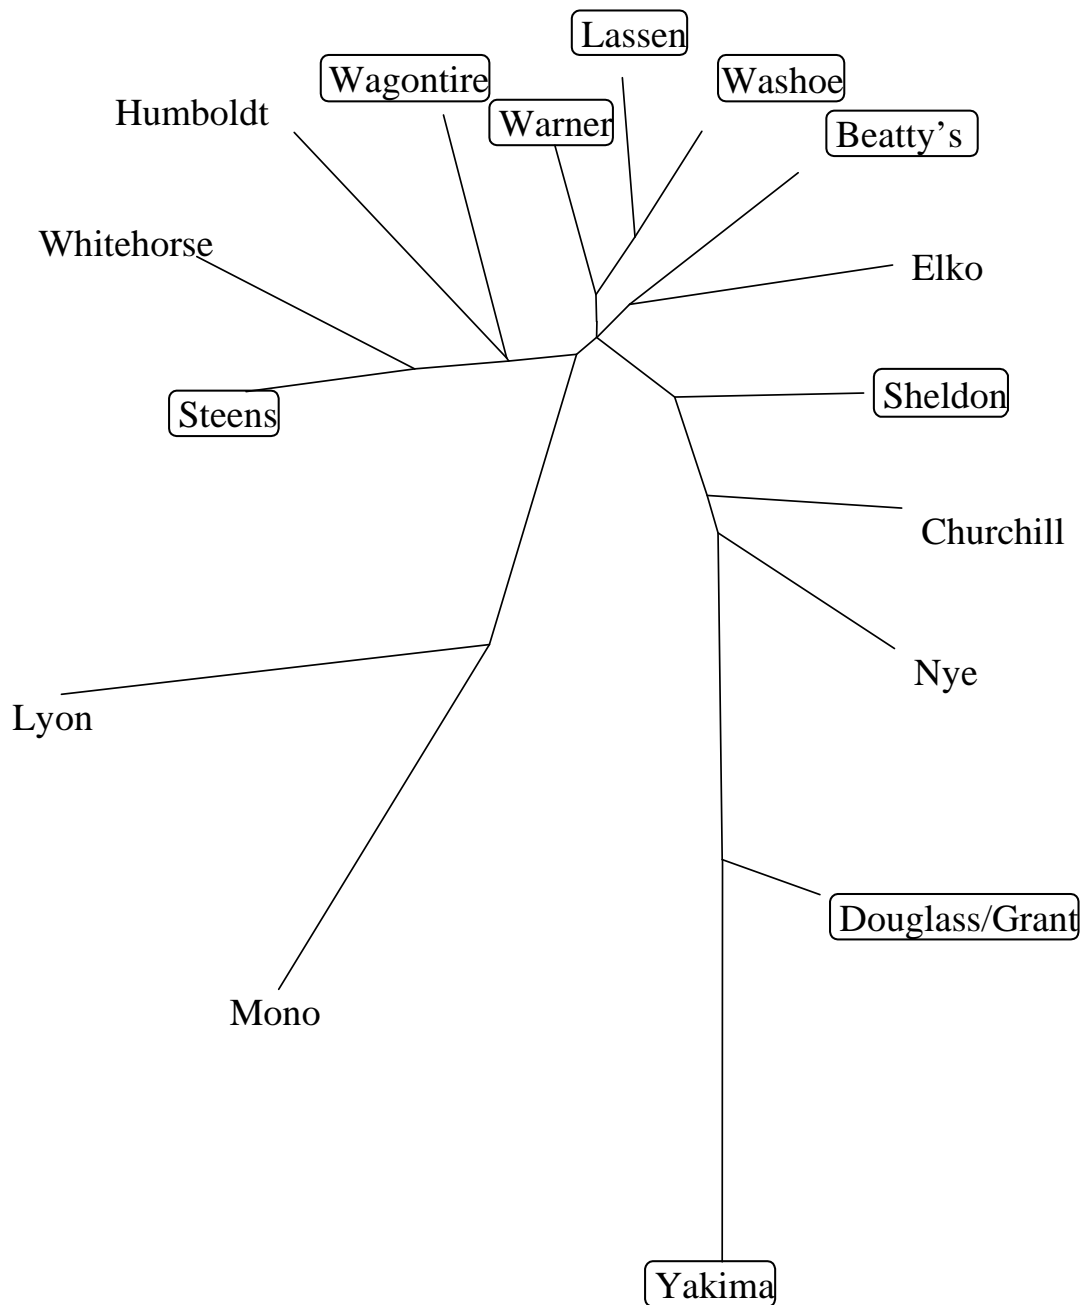 Lassen
Wagontire
Washoe
Humboldt
Warner
Beatty’s
Whitehorse
Elko
Sheldon
Steens
Churchill
Nye
Lyon
Douglass/Grant
Mono
Yakima